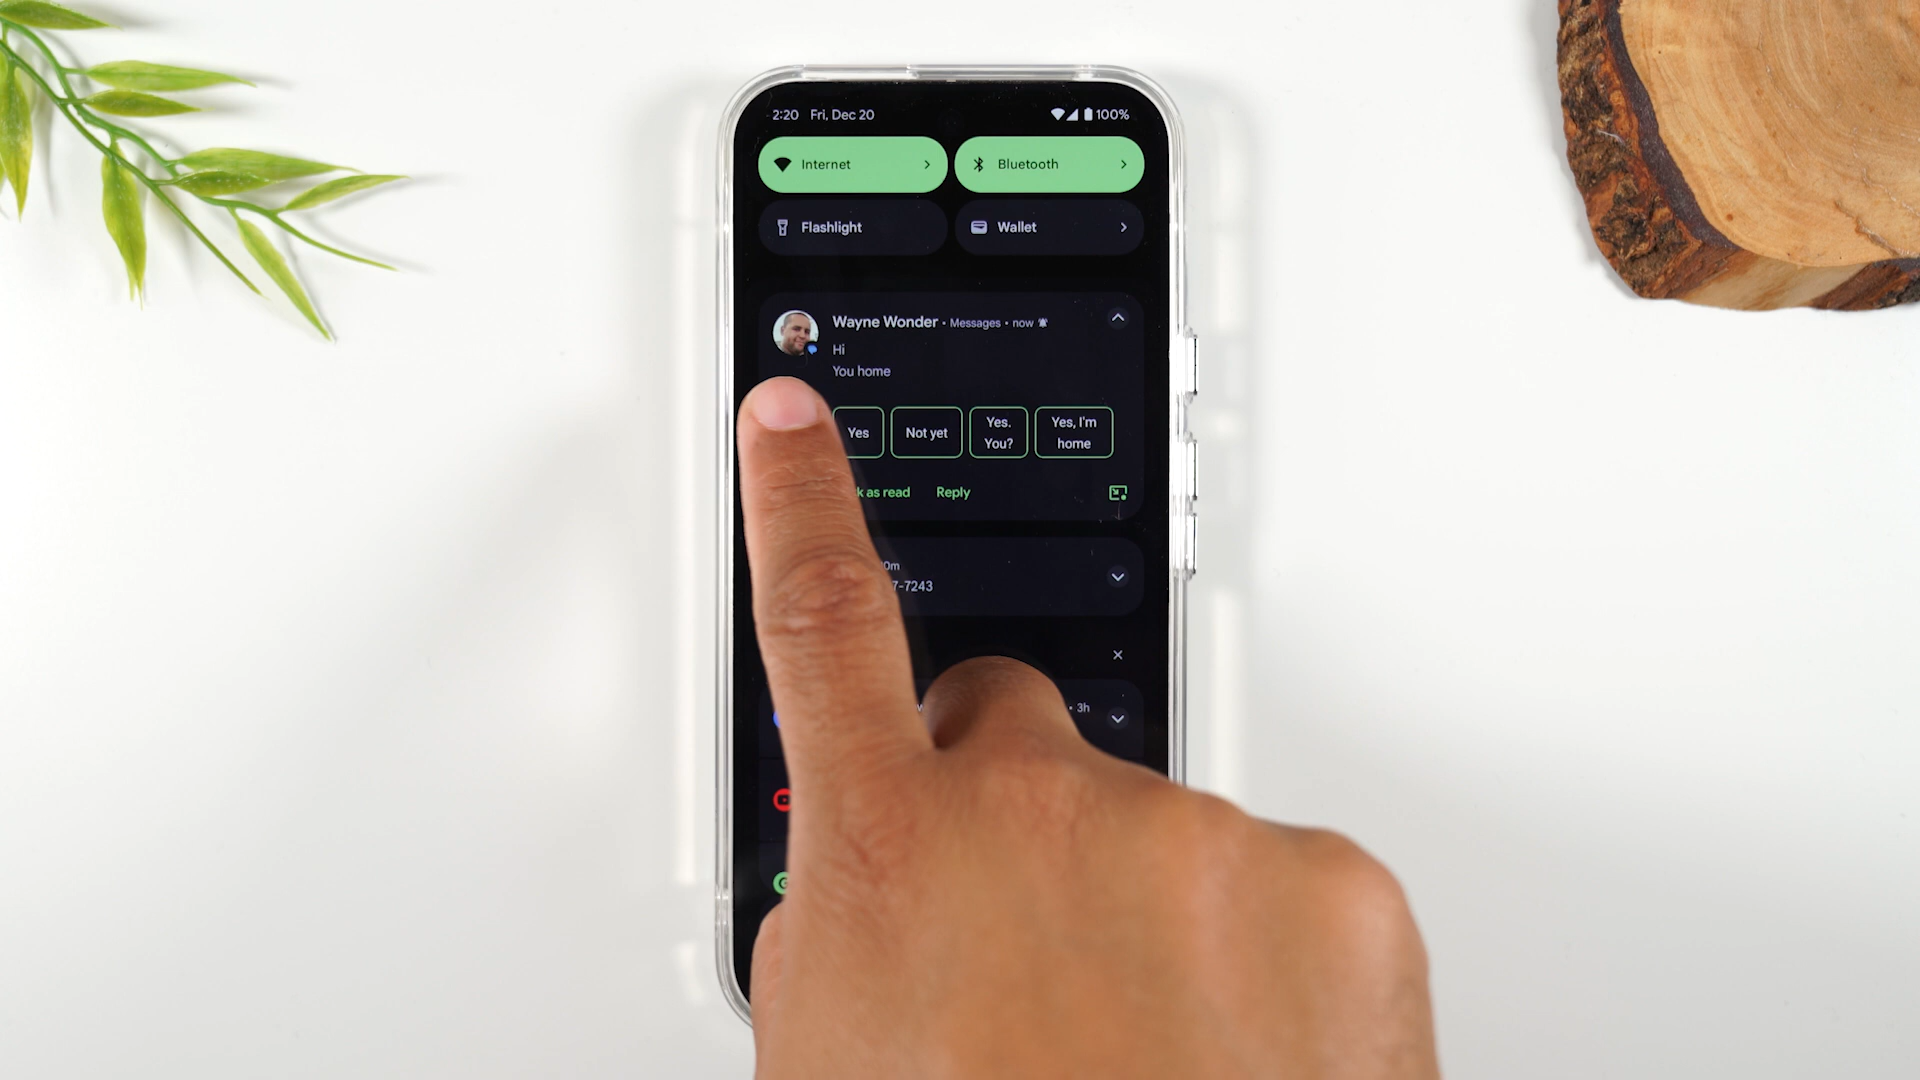 2:20 Fri, Dec 20 100%
Internet Bluetooth
Flashlight Wallet
Wayne Wonder • Messages • now
Hi
You home
Yes Not yet Yes. You? Yes, I'm home
as read Reply
7-7243
• 3h